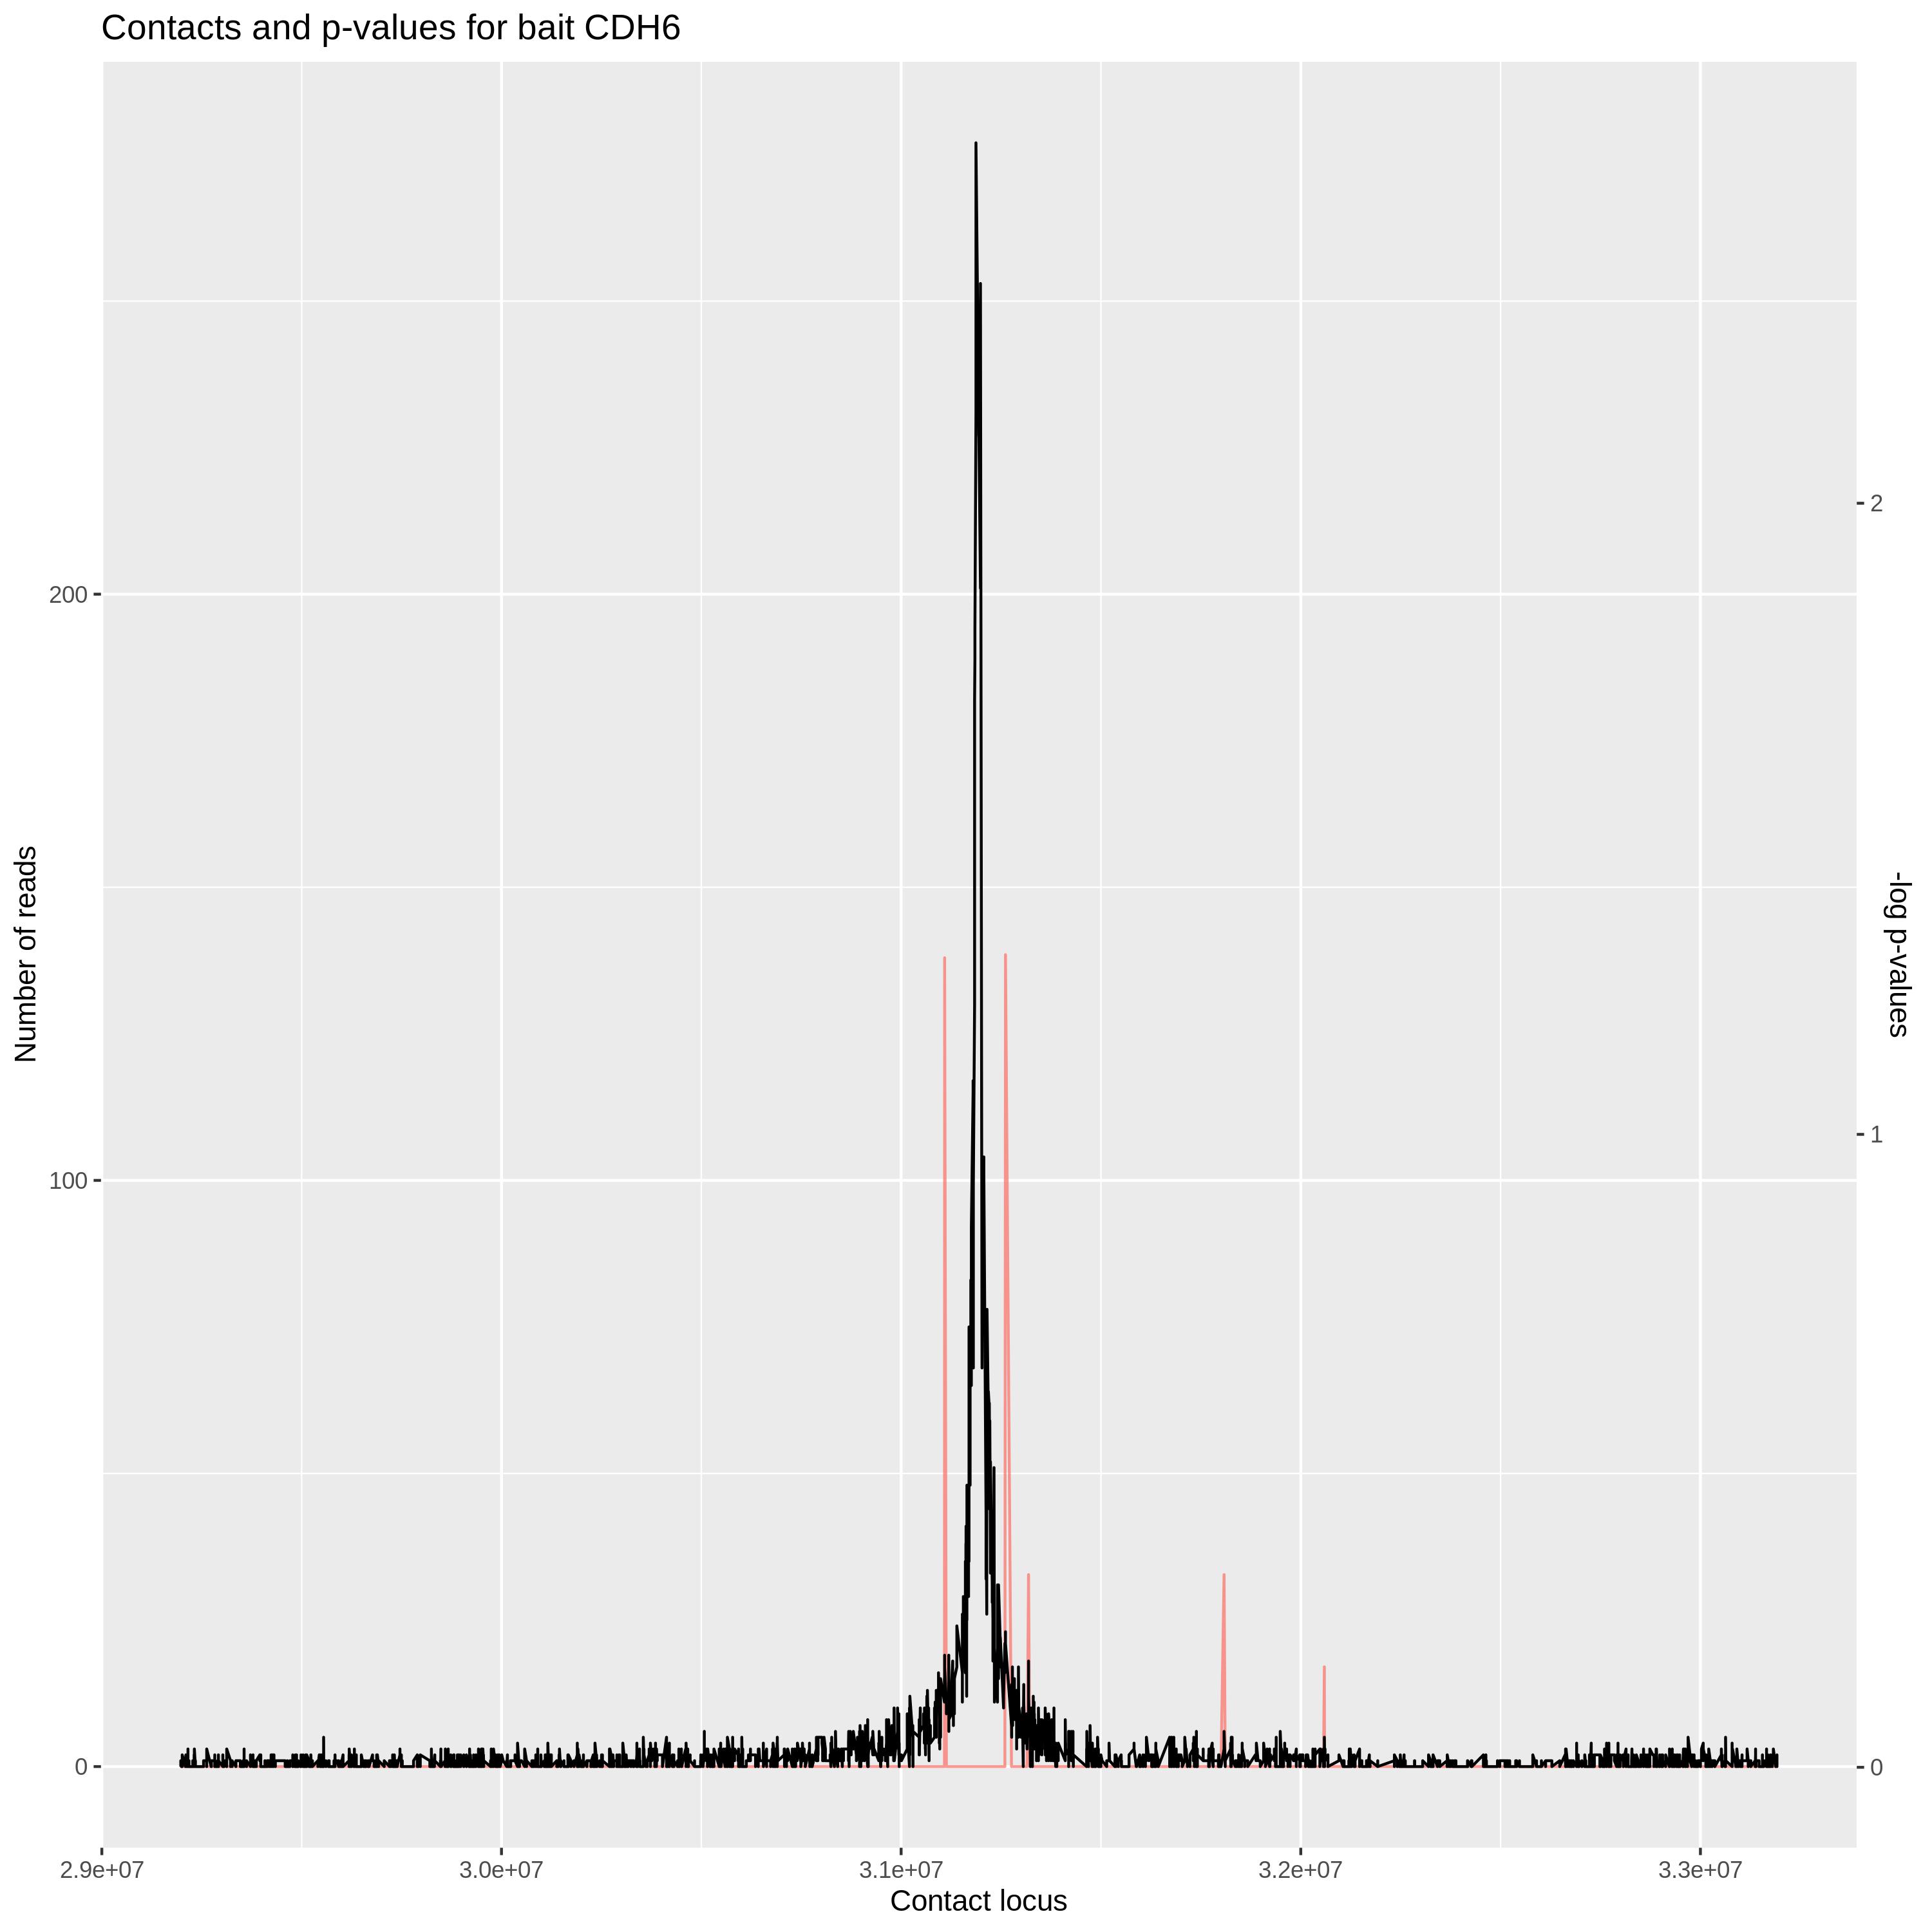 Contacts and p-values for bait CDH6
Number of reads
200
100
0
2
1
0
-log p-values
2.9e+07
3.0e+07
3.1e+07
3.2e+07
3.3e+07
Contact locus